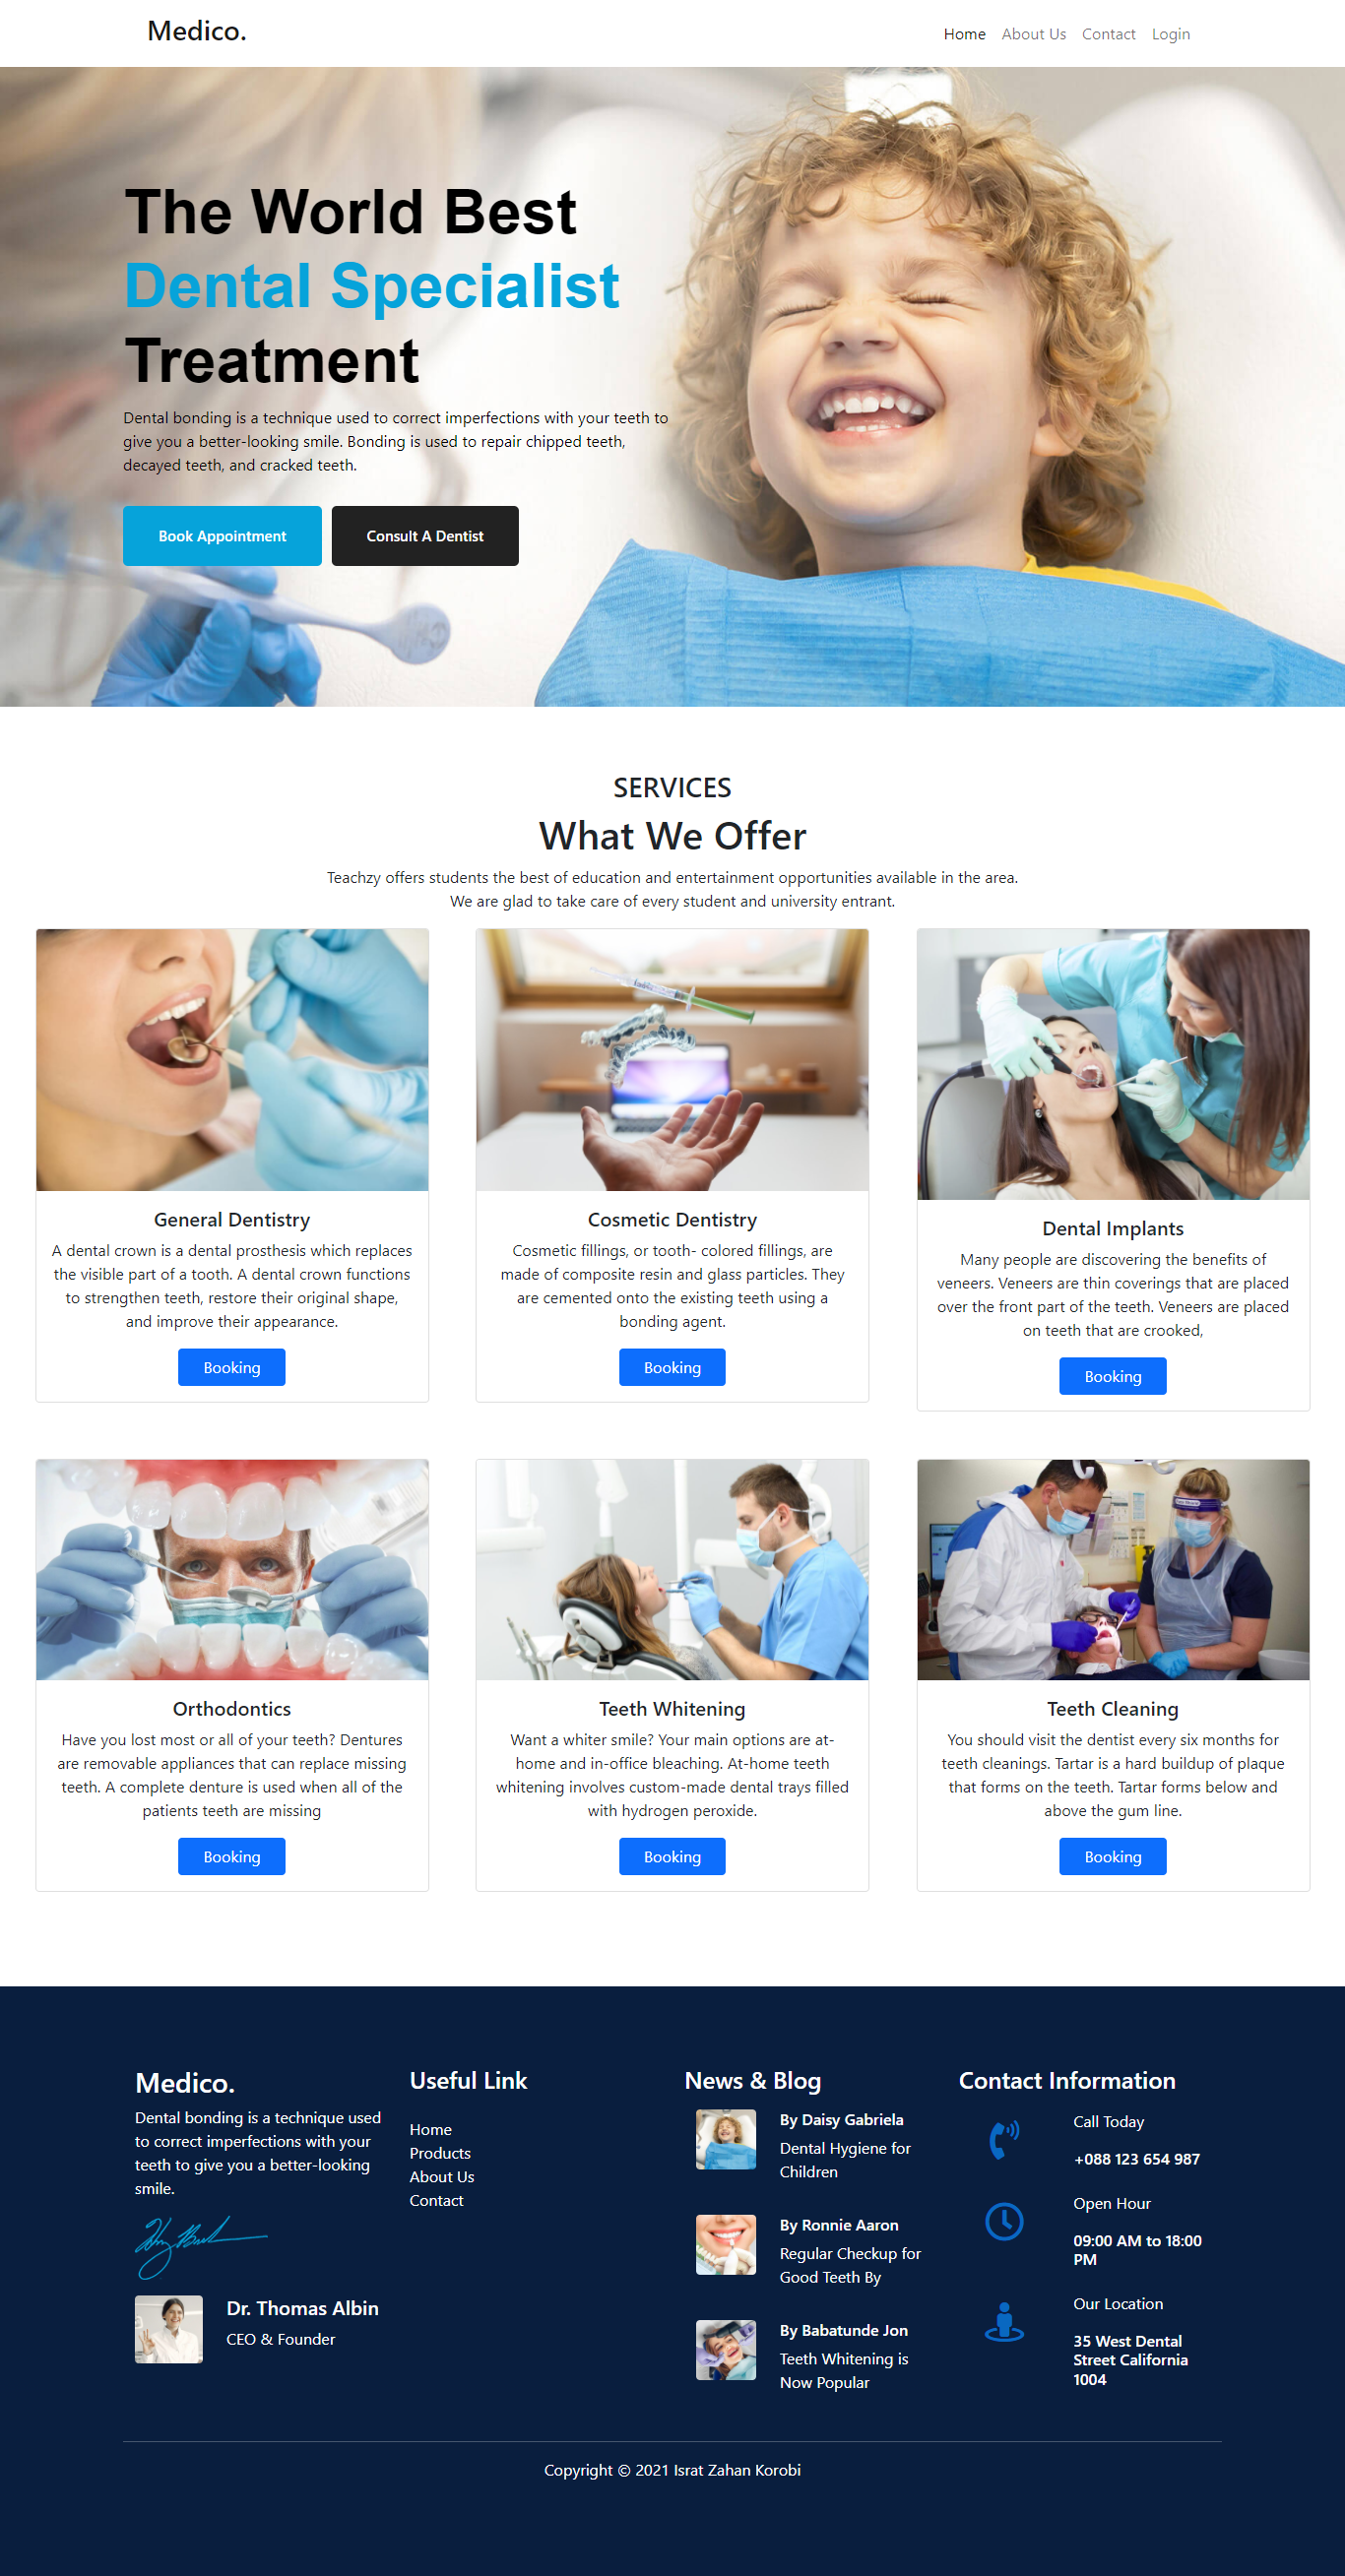 Medico.
Home About Us Contact Login
The World Best
Dental Specialist
Treatment
Dental bonding is a technique used to correct imperfections with your teeth to
give you a better-looking smile. Bonding is used to repair chipped teeth,
decayed teeth, and cracked teeth.
Book Appointment Consult A Dentist
SERVICES
What We Offer
Teachzy offers students the best of education and entertainment opportunities available in the area.
We are glad to take care of every student and university entrant.
General Dentistry
A dental crown is a dental prosthesis which replaces
the visible part of a tooth. A dental crown functions
to strengthen teeth, restore their original shape,
and improve their appearance.
Booking
Cosmetic Dentistry
Cosmetic fillings, or tooth- colored fillings, are
made of composite resin and glass particles. They
are cemented onto the existing teeth using a
bonding agent.
Booking
Dental Implants
Many people are discovering the benefits of
veneers. Veneers are thin coverings that are placed
over the front part of the teeth. Veneers are placed
on teeth that are crooked,
Booking
Orthodontics
Have you lost most or all of your teeth? Dentures
are removable appliances that can replace missing
teeth. A complete denture is used when all of the
patients teeth are missing
Booking
Teeth Whitening
Want a whiter smile? Your main options are at-
home and in-office bleaching. At-home teeth
whitening involves custom-made dental trays filled
with hydrogen peroxide.
Booking
Teeth Cleaning
You should visit the dentist every six months for
teeth cleanings. Tartar is a hard buildup of plaque
that forms on the teeth. Tartar forms below and
above the gum line.
Booking
Medico.
Dental bonding is a technique used
to correct imperfections with your
teeth to give you a better-looking
smile.
Dr. Thomas Albin
CEO & Founder
Useful Link
Home
Products
About Us
Contact
News & Blog
By Daisy Gabriela
Dental Hygiene for
Children
By Ronnie Aaron
Regular Checkup for
Good Teeth By
By Babatunde Jon
Teeth Whitening is
Now Popular
Contact Information
Call Today
+088 123 654 987
Open Hour
09:00 AM to 18:00
PM
Our Location
35 West Dental
Street California
1004
Copyright © 2021 Israt Zahan Korobi